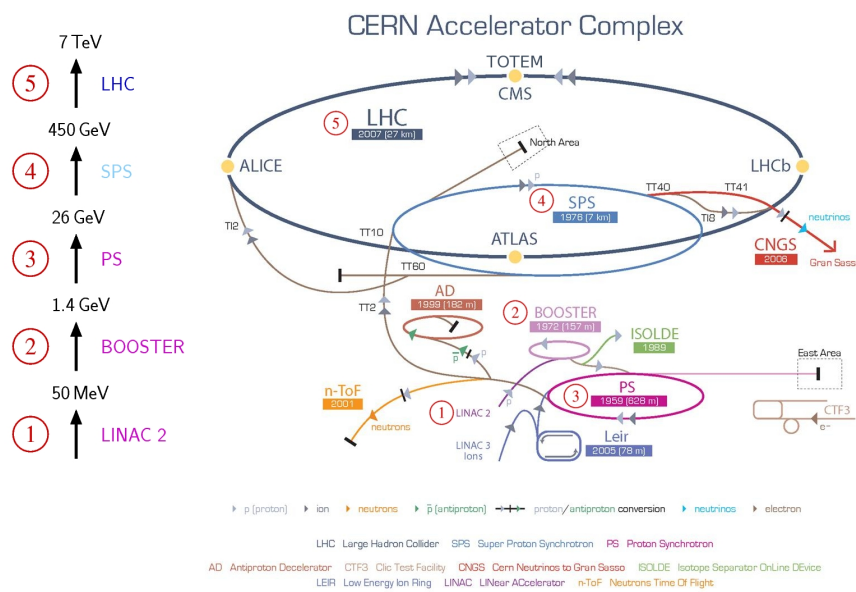 CERN Accelerator Complex
7 TeV
5 LHC
450 GeV
4 SPS
26 GeV
3 PS
1.4 GeV
2 BOOSTER
50 MeV
1 LINAC 2
TOTEM
CMS
5 LHC
2007 (27 km)
North Area
ALICE
LHCb
p
4 SPS
1976 (7 km)
TT40
TT41
TI2
TT10
TI8
neutrinos
ATLAS
CNGS
2006
Gran Sass
TT60
AD
1999 (182 m)
TT2
2 BOOSTER
1972 (157 m)
ISOLDE
1989
p̅
p
East Area
n-ToF
2001
neutrons
1 LINAC 2
p
3 PS
1959 (628 m)
CTF3
e-
LINAC 3
Ions
Leir
2005 (78 m)
p (proton)
ion
neutrons
p̅ (antiproton)
proton/antiproton conversion
neutrinos
electron
LHC Large Hadron Collider SPS Super Proton Synchrotron PS Proton Synchrotron
AD Antiproton Decelerator CTF3 Clic Test Facility CNGS Cern Neutrinos to Gran Sasso ISOLDE Isotope Separator OnLine DEvice
LEIR Low Energy Ion Ring LINAC LINear ACcelerator n-ToF Neutrons Time Of Flight